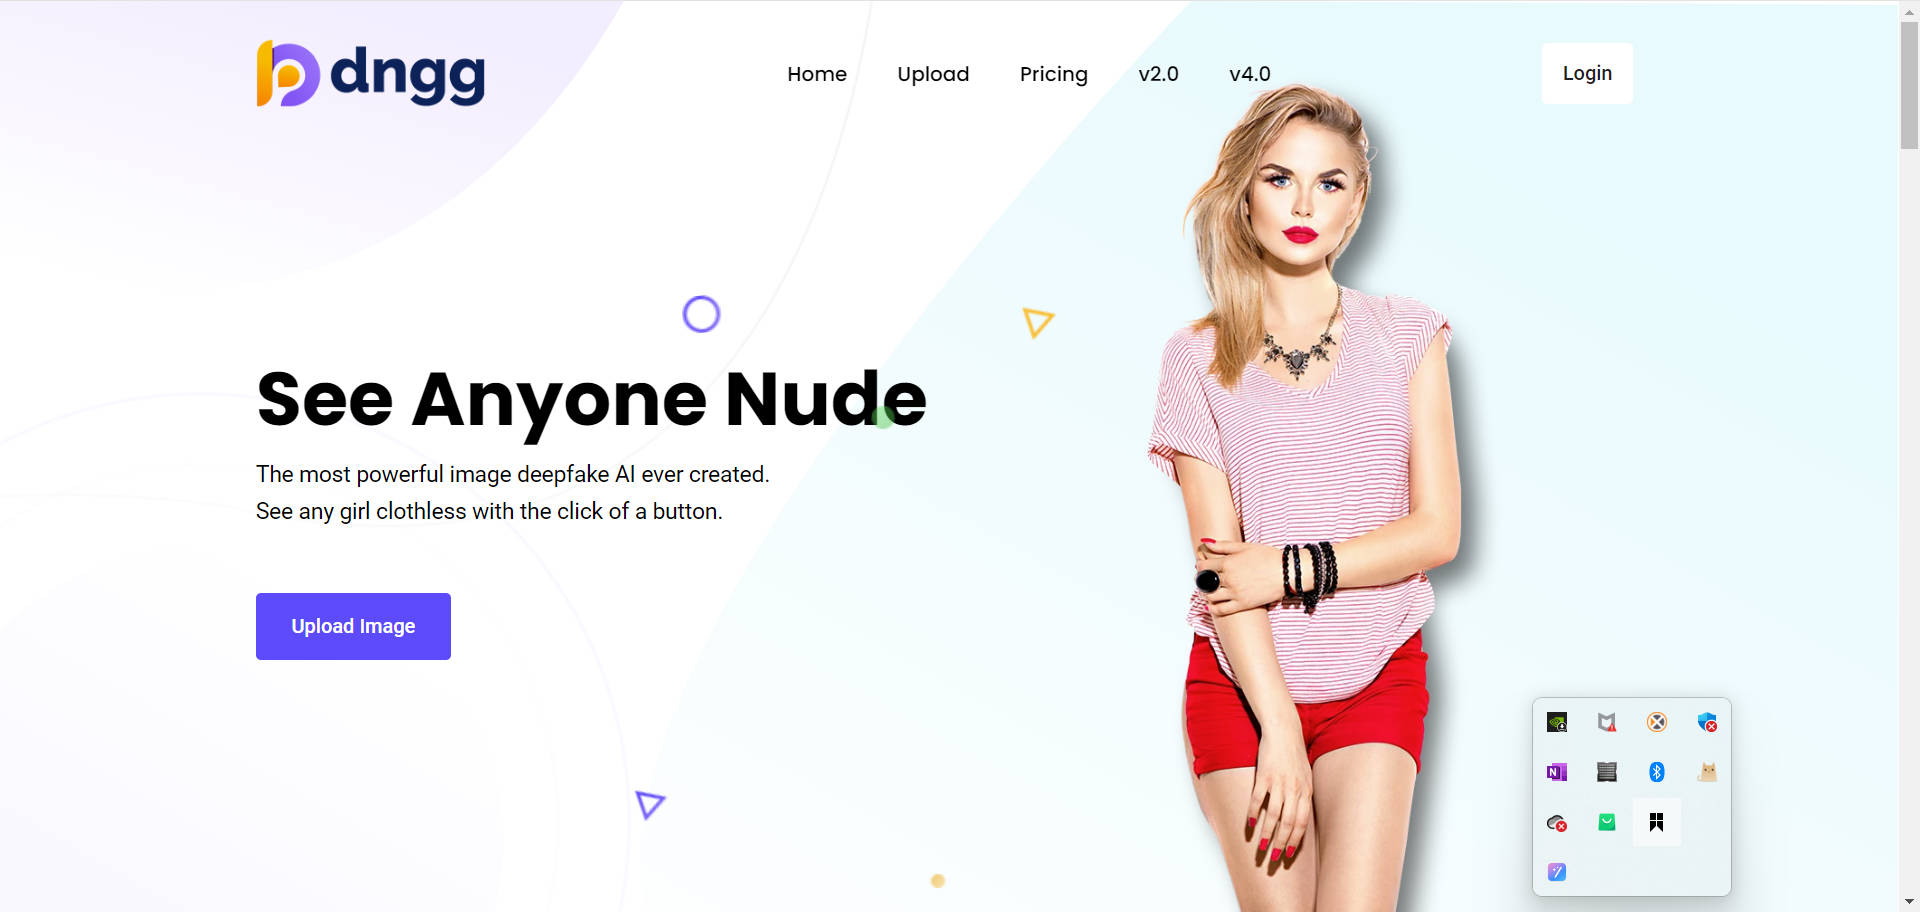 dngg
Home
Upload
Pricing
v2.0
v4.0
Login
See Anyone Nude
The most powerful image deepfake AI ever created.
See any girl clothless with the click of a button.
Upload Image
N